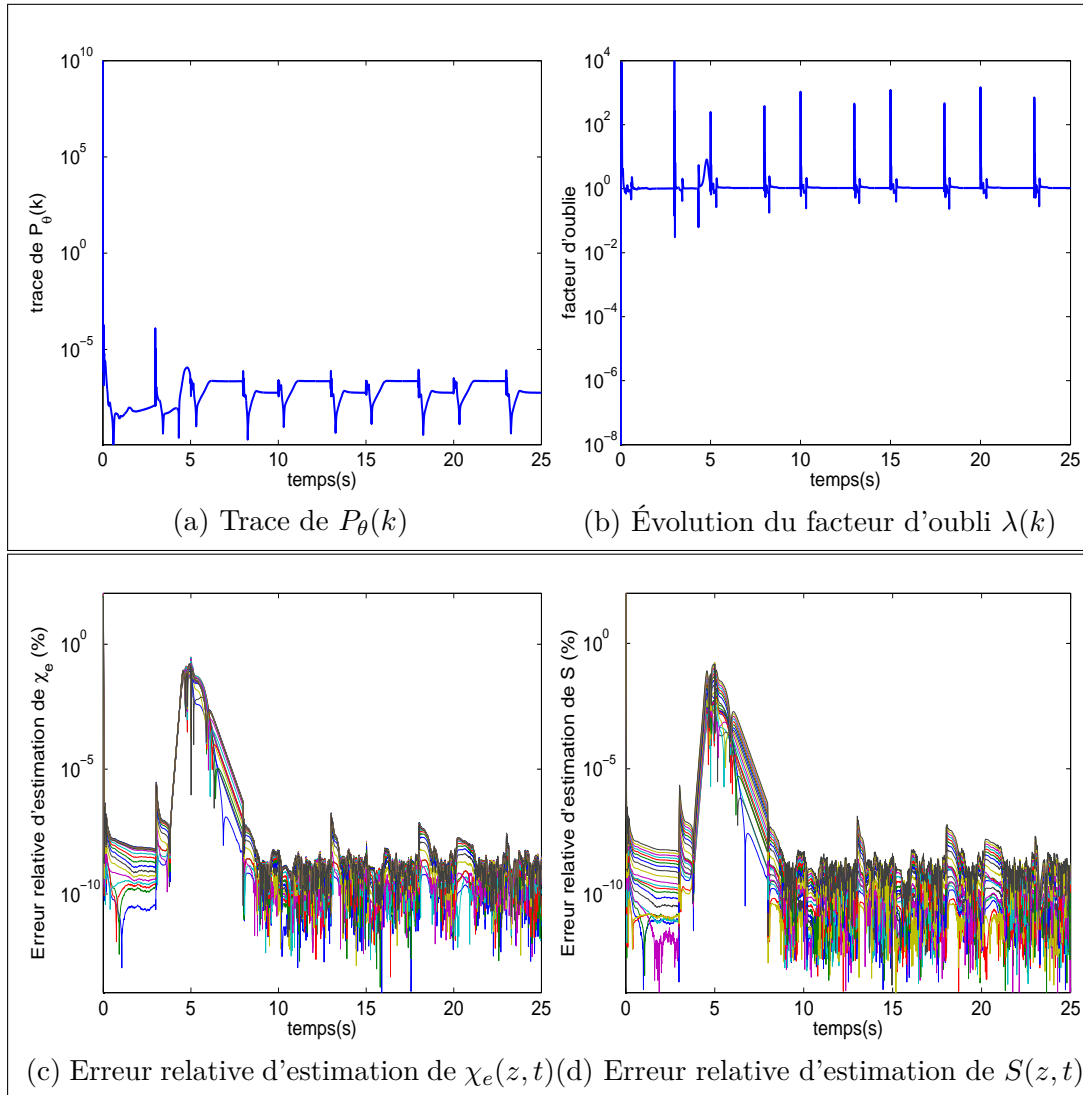 10^10
10^5
10^0
10^−5
trace de P_θ(k)
0 5 10 15 20 25
temps(s)
(a) Trace de P_θ(k)
10^4
10^2
10^0
10^−2
10^−4
10^−6
10^−8
facteur d'oublie
0 5 10 15 20 25
temps(s)
(b) Évolution du facteur d'oubli λ(k)
10^0
10^−5
10^−10
Erreur relative d'estimation de χ_e (%)
0 5 10 15 20 25
temps(s)
(c) Erreur relative d'estimation de χ_e(z, t)
10^0
10^−5
10^−10
Erreur relative d'estimation de S (%)
0 5 10 15 20 25
temps(s)
(d) Erreur relative d'estimation de S(z, t)